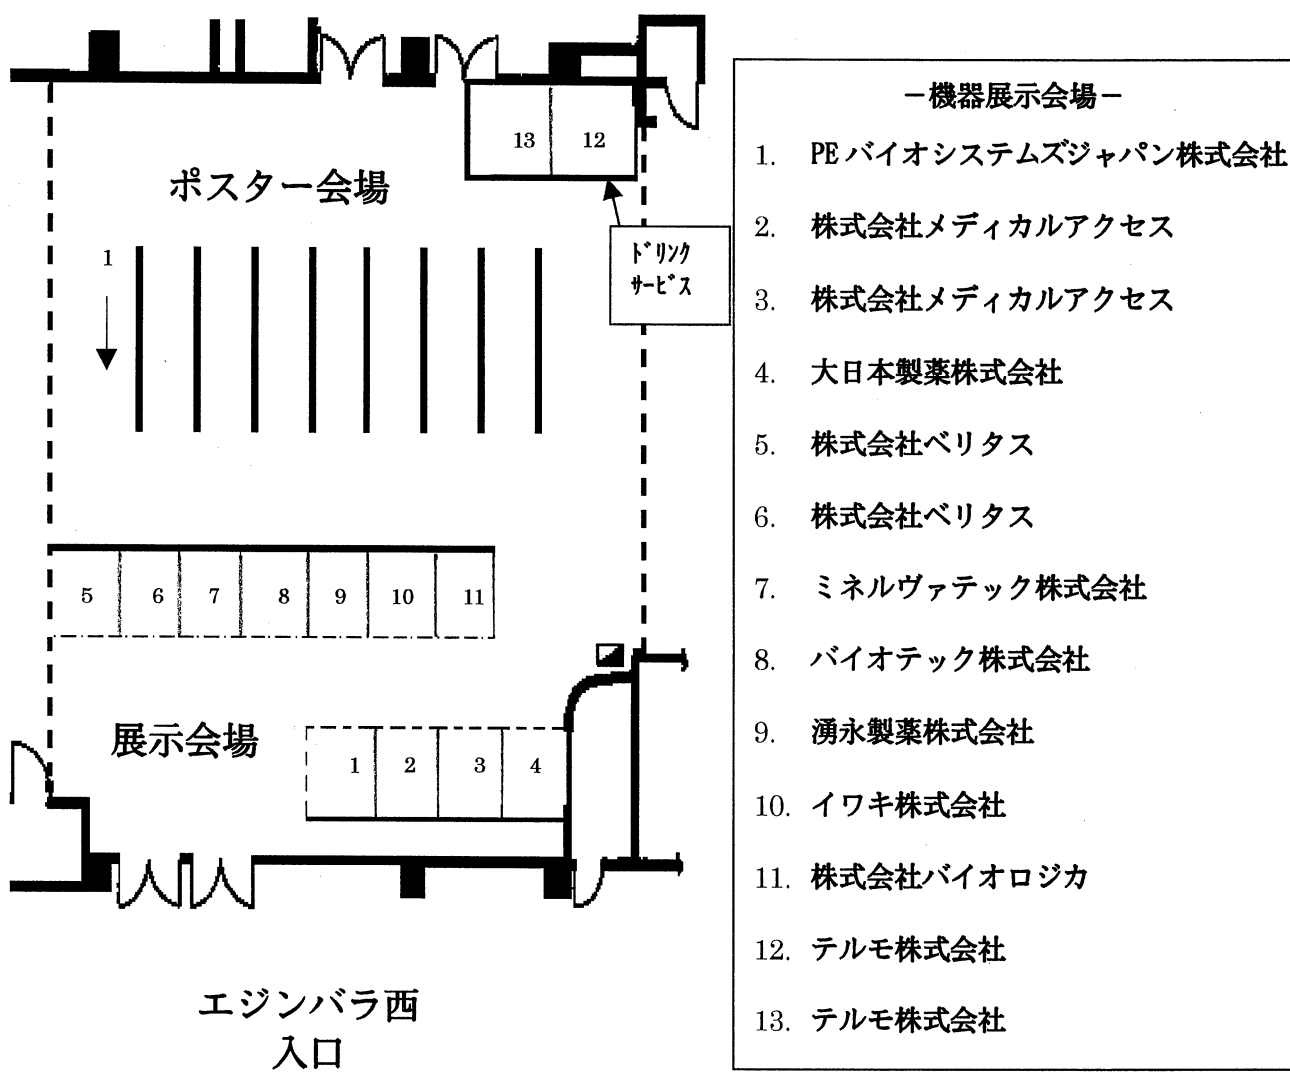 13 12
ポスター会場
ドリンク
サービス
1
5 6 7 8 9 10 11
展示会場
1 2 3 4
エジンバラ西
入口
－機器展示会場－
1. PEバイオシステムズジャパン株式会社
2. 株式会社メディカルアクセス
3. 株式会社メディカルアクセス
4. 大日本製薬株式会社
5. 株式会社ベリタス
6. 株式会社ベリタス
7. ミネルヴァテック株式会社
8. バイオテック株式会社
9. 湧永製薬株式会社
10. イワキ株式会社
11. 株式会社バイオロジカ
12. テルモ株式会社
13. テルモ株式会社